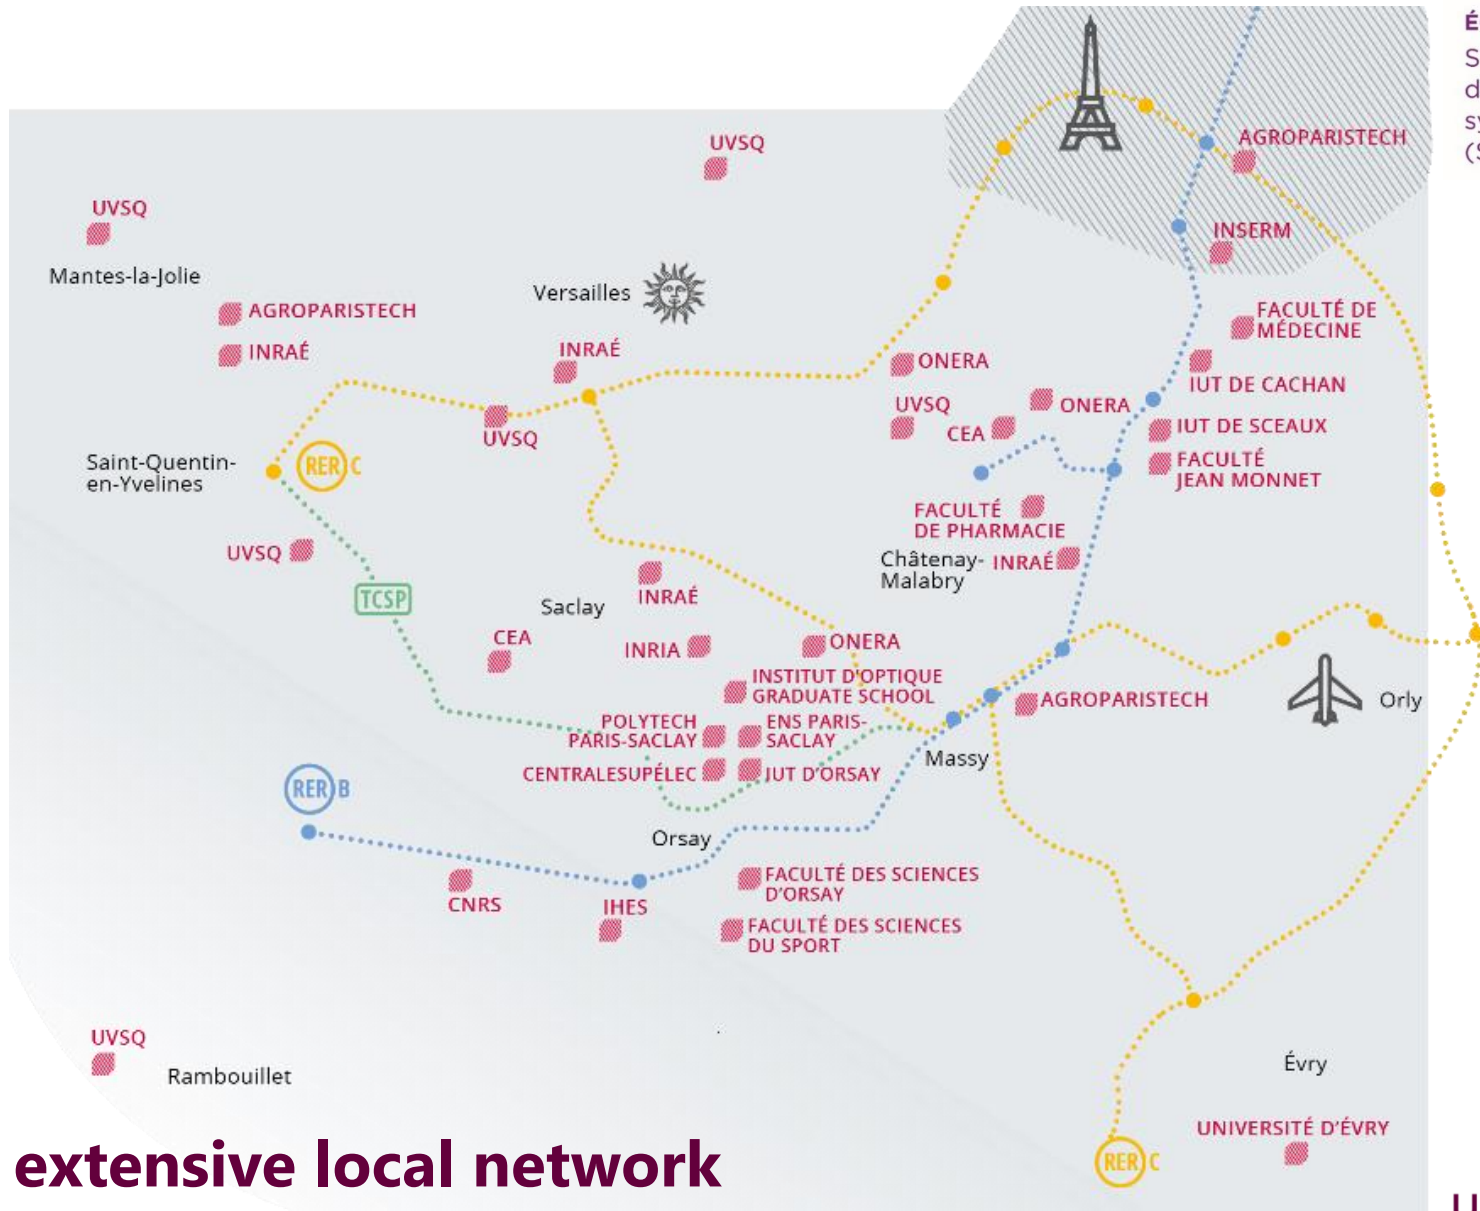 É
S
d
sy
(S
UVSQ
AGROPARISTECH
UVSQ
INSERM
Mantes-la-Jolie
Versailles
AGROPARISTECH
FACULTÉ DE
MÉDECINE
INRAÉ
INRAÉ
ONERA
IUT DE CACHAN
UVSQ
ONERA
CEA
IUT DE SCEAUX
UVSQ
Saint-Quentin-
en-Yvelines
RER C
FACULTÉ
JEAN MONNET
FACULTÉ
DE PHARMACIE
UVSQ
Châtenay-
Malabry
INRAÉ
TCSP
Saclay
INRAÉ
CEA
INRIA
ONERA
INSTITUT D'OPTIQUE
GRADUATE SCHOOL
AGROPARISTECH
Orly
POLYTECH
PARIS-SACLAY
ENS PARIS-
SACLAY
Massy
CENTRALESUPÉLEC
IUT D'ORSAY
RER B
Orsay
FACULTÉ DES SCIENCES
D'ORSAY
CNRS
IHES
FACULTÉ DES SCIENCES
DU SPORT
UVSQ
Rambouillet
Évry
UNIVERSITÉ D'ÉVRY
RER C
extensive local network